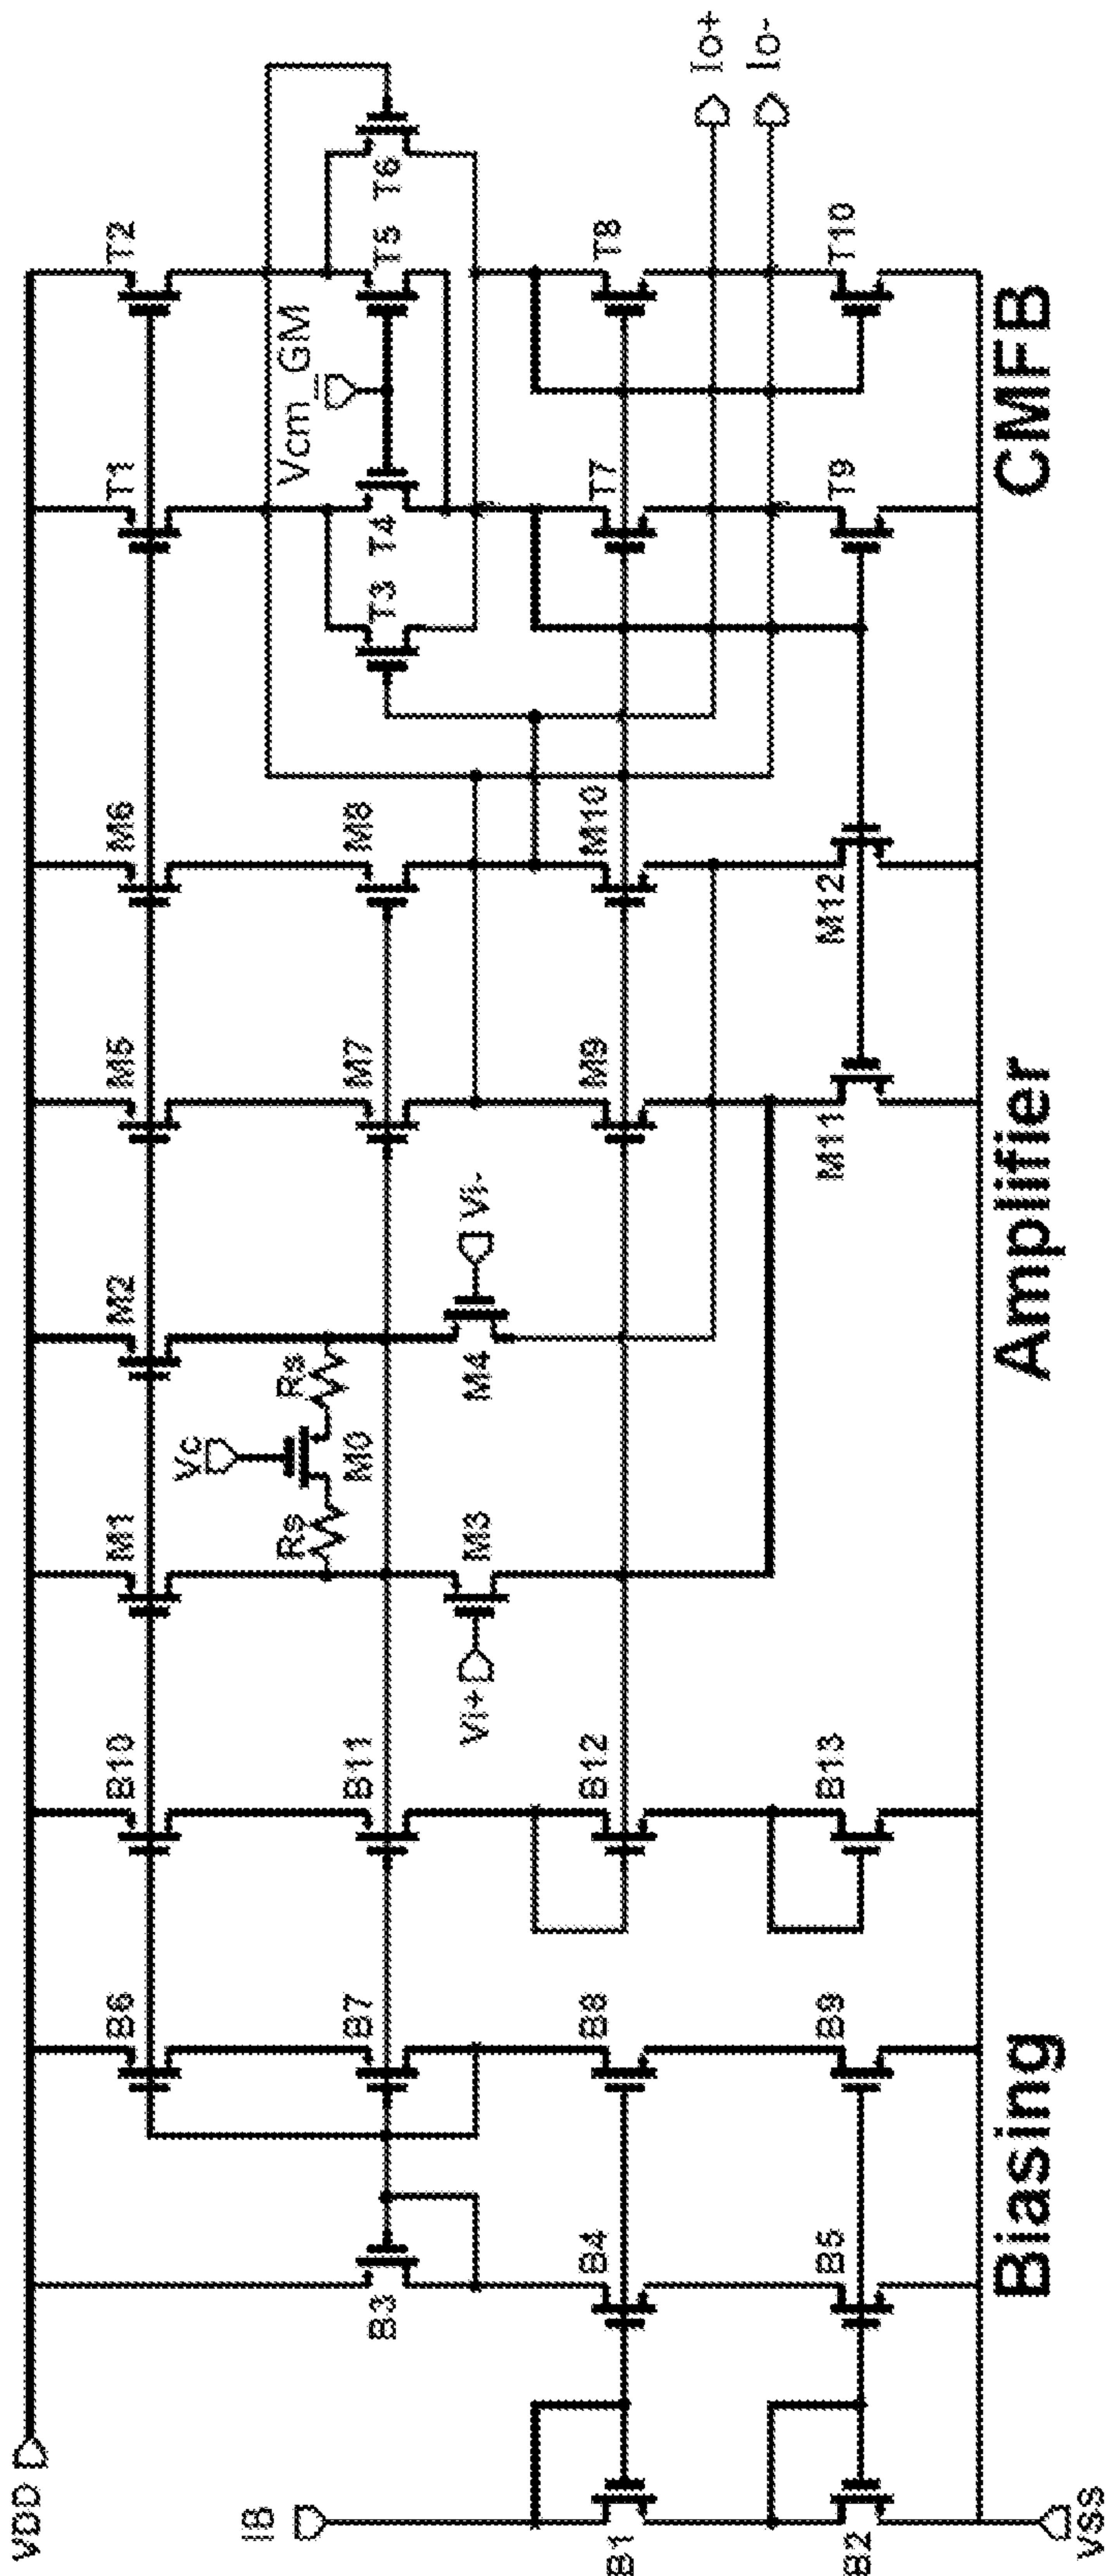 VDD
IB
B1
B2
VSS
B3
B4
B5
B6
B7
B8
B9
B10
B11
B12
B13
Biasing
M1
M2
Vc
Rs
Rs
M0
Vi+
M3
M4
Vi-
M5
M6
M7
M8
M9
M10
M11
M12
Amplifier
T1
T2
Vcm_GM
T3
T4
T5
T6
T7
T8
T9
T10
Io+
Io-
CMFB